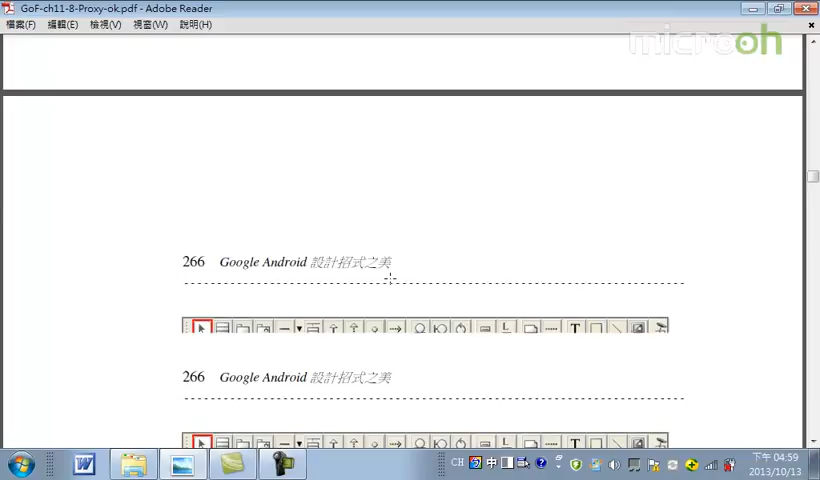 GoF-ch11-8-Proxy-ok.pdf - Adobe Reader
檔案(F) 編輯(E) 檢視(V) 視窗(W) 說明(H)
microoh
266 Google Android 設計招式之美
266 Google Android 設計招式之美
CH 中
下午 04:59
2013/10/13